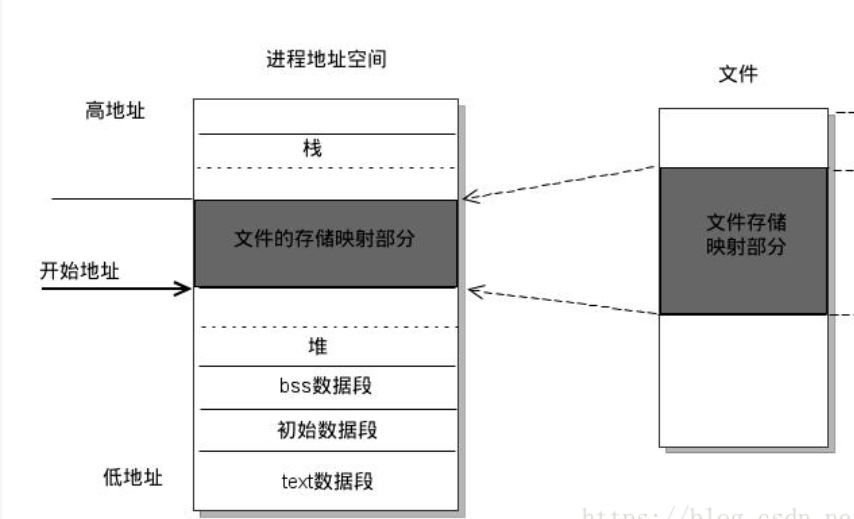 进程地址空间
文件
高地址
栈
文件的存储映射部分
文件存储
映射部分
开始地址
堆
bss数据段
初始数据段
低地址
text数据段
https://blog.csdn.ne